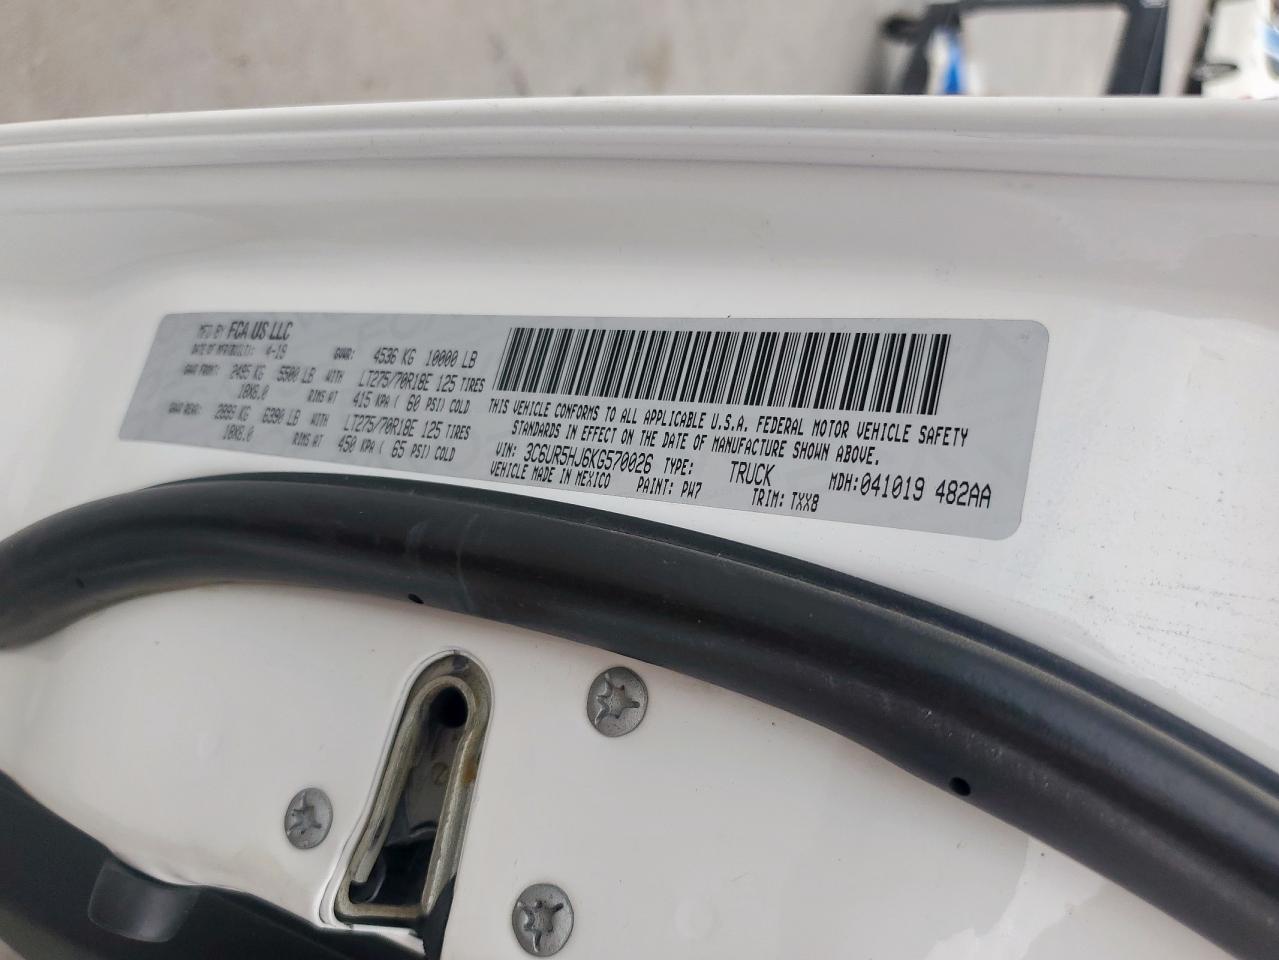 MFD BY FCA US LLC
DATE OF MFR(BUILT): 4-19 GVWR: 4536 KG 10000 LB
GAWR FRONT: 2495 KG 5500 LB WITH LT275/70R18E 125 TIRES
18X8.0 RIMS AT 415 KPA ( 60 PSI) COLD
GAWR REAR: KG 6390 LB WITH LT275/70R18E 125 TIRES
18X8.0 RIMS AT 450 KPA ( 65 PSI) COLD
THIS VEHICLE CONFORMS TO ALL APPLICABLE U.S.A. FEDERAL MOTOR VEHICLE SAFETY
STANDARDS IN EFFECT ON THE DATE OF MANUFACTURE SHOWN ABOVE.
VIN: 3C6UR5HJ6KG570026 TYPE: TRUCK MDH:041019 482AA
VEHICLE MADE IN MEXICO PAINT: PW7 TRIM: TXX8